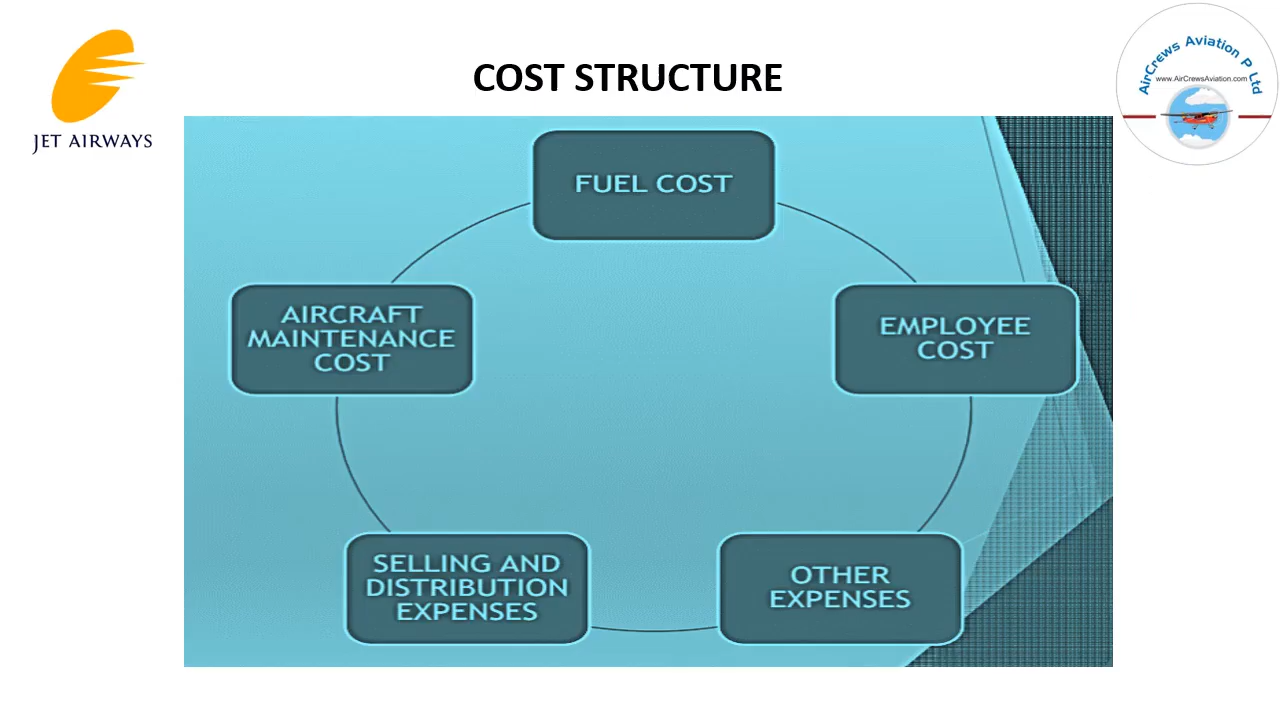 COST STRUCTURE
JET AIRWAYS
AirCrews Aviation P Ltd
www.AirCrewsAviation.com
FUEL COST
AIRCRAFT
MAINTENANCE
COST
EMPLOYEE
COST
SELLING AND
DISTRIBUTION
EXPENSES
OTHER
EXPENSES